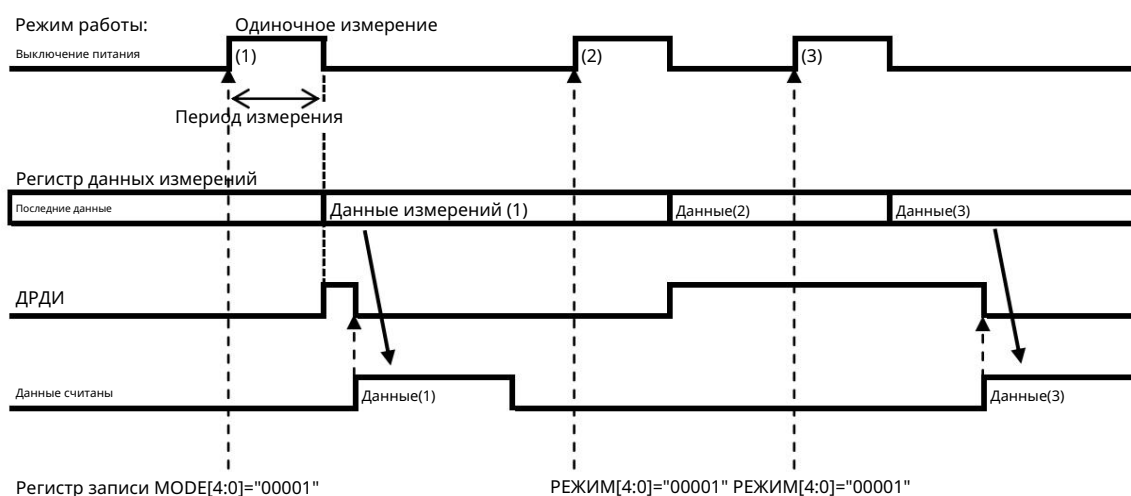 Режим работы: Одиночное измерение
Выключение питания (1) (2) (3)
Период измерения
Регистр данных измерений
Последние данные Данные измерений (1) Данные(2) Данные(3)
ДРДИ
Данные считаны Данные(1) Данные(3)
Регистр записи MODE[4:0]="00001" РЕЖИМ[4:0]="00001" РЕЖИМ[4:0]="00001"